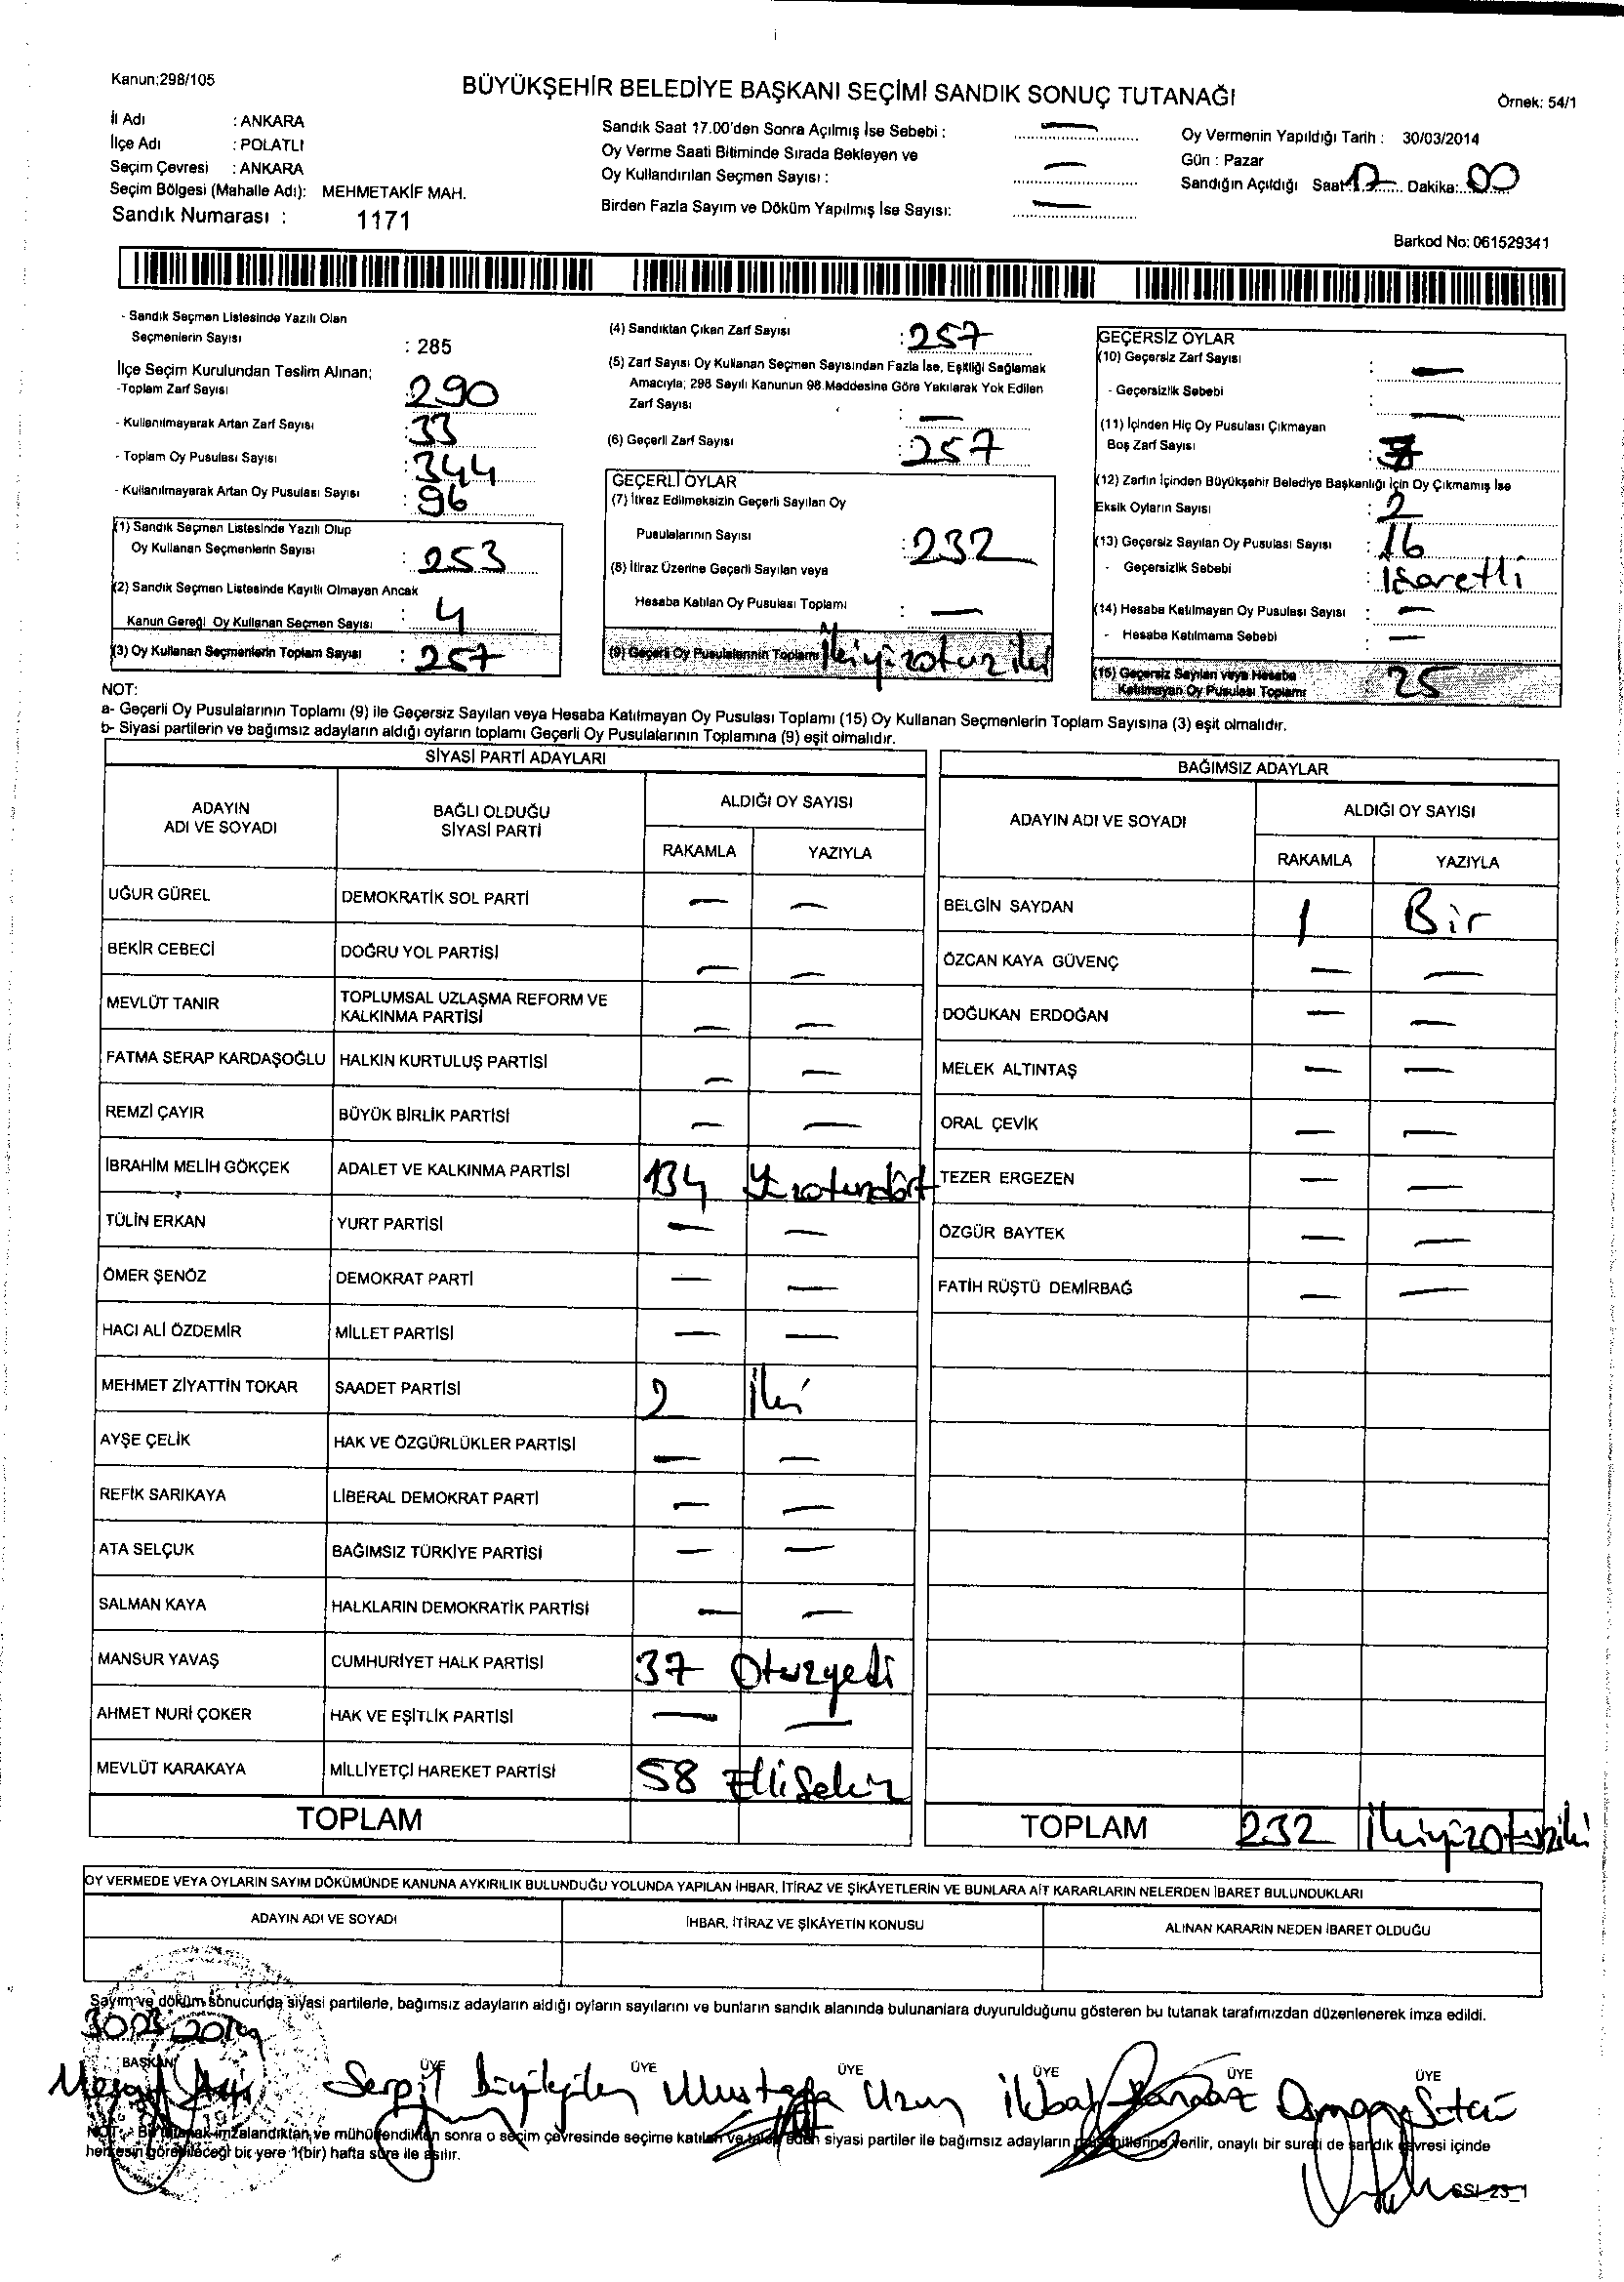 Kanun:298/105
BÜYÜKŞEHİR BELEDİYE BAŞKANI SEÇİMİ SANDIK SONUÇ TUTANAĞI
Örnek: 54/1
İl Adı : ANKARA
İlçe Adı : POLATLI
Seçim Çevresi : ANKARA
Seçim Bölgesi (Mahalle Adı): MEHMETAKİF MAH.
Sandık Numarası : 1171
Sandık Saat 17.00'den Sonra Açılmış İse Sebebi : —
Oy Verme Saati Bitiminde Sırada Bekleyen ve
Oy Kullandırılan Seçmen Sayısı : —
Birden Fazla Sayım ve Döküm Yapılmış İse Sayısı: —
Oy Vermenin Yapıldığı Tarih : 30/03/2014
Gün : Pazar
Sandığın Açıldığı Saat 17 Dakika: 00
Barkod No: 061529341
- Sandık Seçmen Listesinde Yazılı Olan
Seçmenlerin Sayısı : 285
İlçe Seçim Kurulundan Teslim Alınan;
-Toplam Zarf Sayısı 290
- Kullanılmayarak Artan Zarf Sayısı : 33
- Toplam Oy Pusulası Sayısı : 344
- Kullanılmayarak Artan Oy Pusulası Sayısı : 96
(1) Sandık Seçmen Listesinde Yazılı Olup
Oy Kullanan Seçmenlerin Sayısı : 253
(2) Sandık Seçmen Listesinde Kayıtlı Olmayan Ancak
Kanun Gereği Oy Kullanan Seçmen Sayısı : 4
(3) Oy Kullanan Seçmenlerin Toplam Sayısı : 257
(4) Sandıktan Çıkan Zarf Sayısı : 257
(5) Zarf Sayısı Oy Kullanan Seçmen Sayısından Fazla İse, Eşitliği Sağlamak
Amacıyla; 298 Sayılı Kanunun 98.Maddesine Göre Yakılarak Yok Edilen
Zarf Sayısı : —
(6) Geçerli Zarf Sayısı : 257
GEÇERLİ OYLAR
(7) İtiraz Edilmeksizin Geçerli Sayılan Oy
Pusulalarının Sayısı : 232
(8) İtiraz Üzerine Geçerli Sayılan veya
Hesaba Katılan Oy Pusulası Toplamı : —
(9) Geçerli Oy Pusulalarının Toplamı İkiyüzotuziki
GEÇERSİZ OYLAR
(10) Geçersiz Zarf Sayısı : —
- Geçersizlik Sebebi : —
(11) İçinden Hiç Oy Pusulası Çıkmayan
Boş Zarf Sayısı : 7
(12) Zarfın İçinden Büyükşehir Belediye Başkanlığı İçin Oy Çıkmamış İse
Eksik Oyların Sayısı : 2
(13) Geçersiz Sayılan Oy Pusulası Sayısı : 16
- Geçersizlik Sebebi : İsaretli
(14) Hesaba Katılmayan Oy Pusulası Sayısı : —
- Hesaba Katılmama Sebebi : —
(15) Geçersiz Sayılan veya Hesaba
Katılmayan Oy Pusulası Toplamı 25
NOT:
a- Geçerli Oy Pusulalarının Toplamı (9) ile Geçersiz Sayılan veya Hesaba Katılmayan Oy Pusulası Toplamı (15) Oy Kullanan Seçmenlerin Toplam Sayısına (3) eşit olmalıdır.
b- Siyasi partilerin ve bağımsız adayların aldığı oyların toplamı Geçerli Oy Pusulalarının Toplamına (9) eşit olmalıdır.
SİYASİ PARTİ ADAYLARI
ADAYIN ADI VE SOYADI BAĞLI OLDUĞU SİYASİ PARTİ ALDIĞI OY SAYISI
RAKAMLA YAZIYLA
UĞUR GÜREL DEMOKRATİK SOL PARTİ — —
BEKİR CEBECİ DOĞRU YOL PARTİSİ — —
MEVLÜT TANIR TOPLUMSAL UZLAŞMA REFORM VE KALKINMA PARTİSİ — —
FATMA SERAP KARDAŞOĞLU HALKIN KURTULUŞ PARTİSİ — —
REMZİ ÇAYIR BÜYÜK BİRLİK PARTİSİ — —
İBRAHİM MELİH GÖKÇEK ADALET VE KALKINMA PARTİSİ 134 Yüzotuzdört
TÜLİN ERKAN YURT PARTİSİ — —
ÖMER ŞENÖZ DEMOKRAT PARTİ — —
HACI ALİ ÖZDEMİR MİLLET PARTİSİ — —
MEHMET ZİYATTİN TOKAR SAADET PARTİSİ 2 İki
AYŞE ÇELİK HAK VE ÖZGÜRLÜKLER PARTİSİ — —
REFİK SARIKAYA LİBERAL DEMOKRAT PARTİ — —
ATA SELÇUK BAĞIMSIZ TÜRKİYE PARTİSİ — —
SALMAN KAYA HALKLARIN DEMOKRATİK PARTİSİ — —
MANSUR YAVAŞ CUMHURİYET HALK PARTİSİ 37 Otuzyedi
AHMET NURİ ÇOKER HAK VE EŞİTLİK PARTİSİ — —
MEVLÜT KARAKAYA MİLLİYETÇİ HAREKET PARTİSİ 58 Ellisekiz
TOPLAM
BAĞIMSIZ ADAYLAR
ADAYIN ADI VE SOYADI ALDIĞI OY SAYISI
RAKAMLA YAZIYLA
BELGİN SAYDAN 1 Bir
ÖZCAN KAYA GÜVENÇ — —
DOĞUKAN ERDOĞAN — —
MELEK ALTINTAŞ — —
ORAL ÇEVİK — —
TEZER ERGEZEN — —
ÖZGÜR BAYTEK — —
FATİH RÜŞTÜ DEMİRBAĞ — —
TOPLAM 232 İkiyüzotuziki
OY VERMEDE VEYA OYLARIN SAYIM DÖKÜMÜNDE KANUNA AYKIRILIK BULUNDUĞU YOLUNDA YAPILAN İHBAR, İTİRAZ VE ŞİKÂYETLERİN VE BUNLARA AİT KARARLARIN NELERDEN İBARET BULUNDUKLARI
ADAYIN ADI VE SOYADI İHBAR, İTİRAZ VE ŞİKÂYETİN KONUSU ALINAN KARARIN NEDEN İBARET OLDUĞU
Sayım ve döküm sonucunda siyasi partilerle, bağımsız adayların aldığı oyların sayılarını ve bunların sandık alanında bulunanlara duyurulduğunu gösteren bu tutanak tarafımızdan düzenlenerek imza edildi.
30.03.2014
BAŞKAN ÜYE ÜYE ÜYE ÜYE ÜYE ÜYE
Serpil Mustafa Uzun İkbal Osman
NOT : Bu tutanak imzalandıktan ve mühürlendikten sonra o seçim çevresinde seçime katılan ve talep eden siyasi partiler ile bağımsız adayların verilir, onaylı bir sureti de sandık çevresi içinde
herkesin görebileceği bir yere 1(bir) hafta süre ile asılır.
SSI_23_1